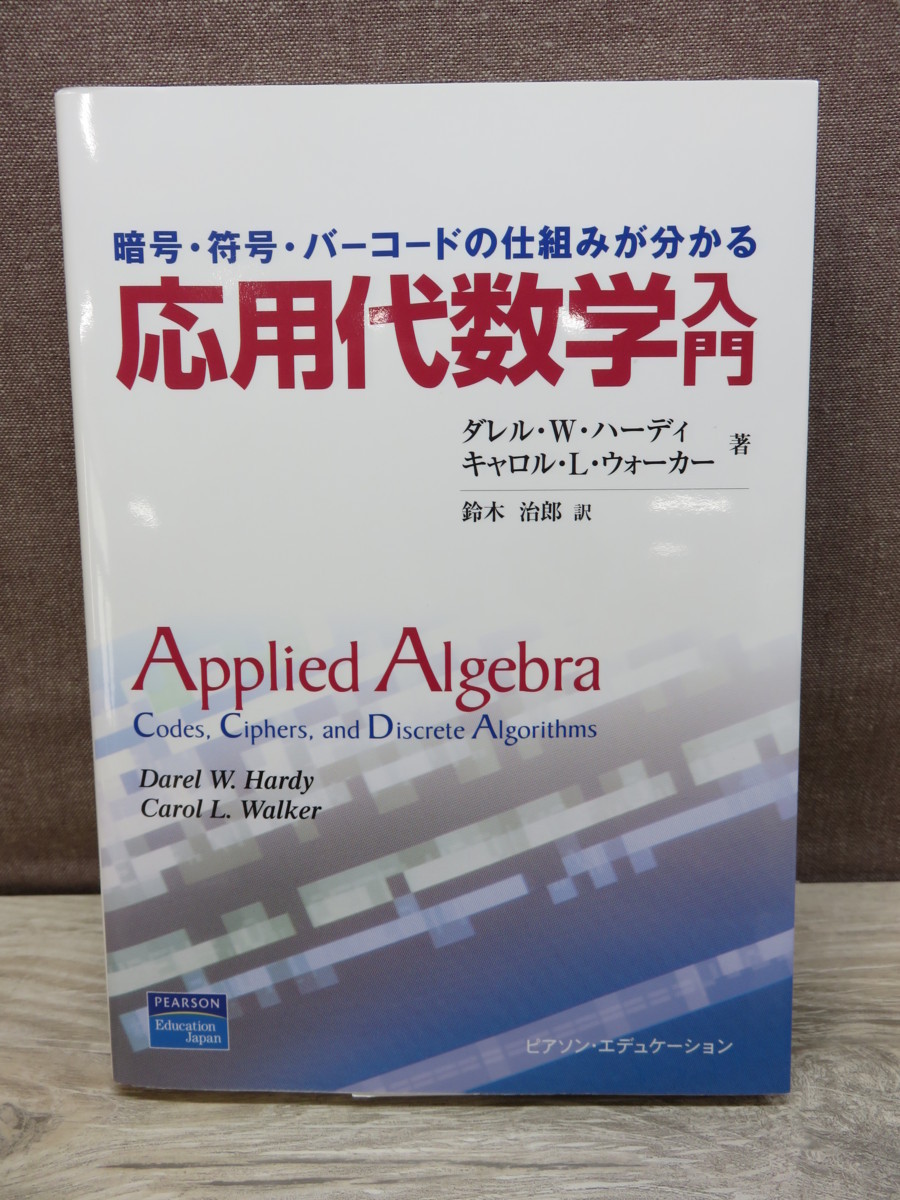 暗号・符号・バーコードの仕組みが分かる
応用代数学入門
ダレル・W・ハーディ
キャロル・L・ウォーカー
著
鈴木 治郎 訳
Applied Algebra
Codes, Ciphers, and Discrete Algorithms
Darel W. Hardy
Carol L. Walker
PEARSON
Education
Japan
ピアソン・エデュケーション